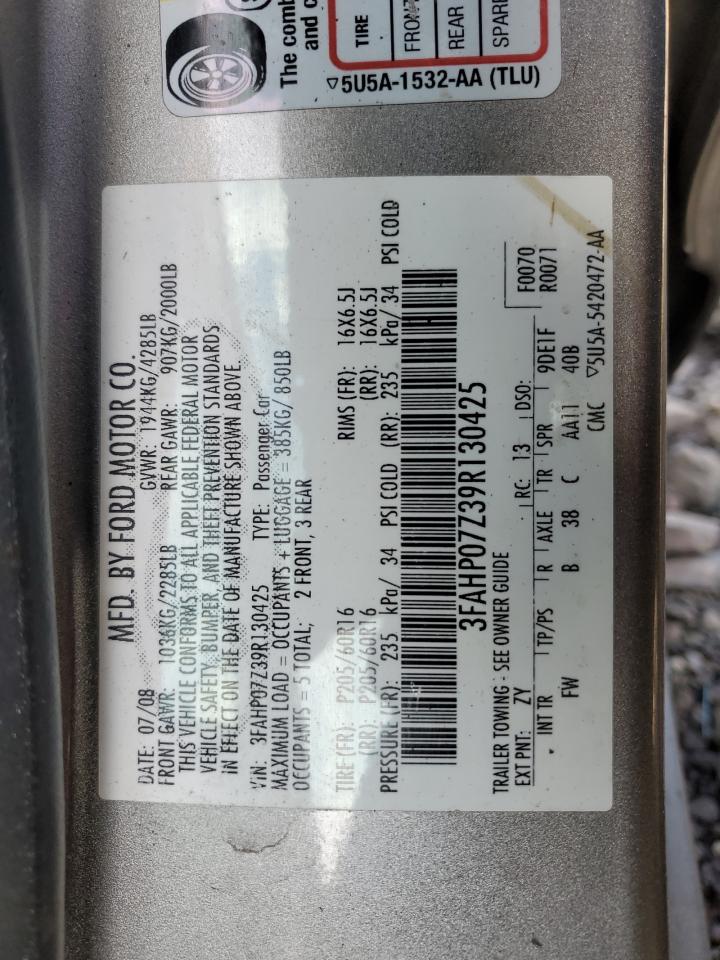 MFD. BY FORD MOTOR CO.
DATE: 07/08 GVWR: 1944KG/4285LB
FRONT GAWR: 1036KG/2285LB REAR GAWR: 907KG/2000LB
THIS VEHICLE CONFORMS TO ALL APPLICABLE FEDERAL MOTOR
VEHICLE SAFETY, BUMPER, AND THEFT PREVENTION STANDARDS
IN EFFECT ON THE DATE OF MANUFACTURE SHOWN ABOVE.
VIN: 3FAHP07Z39R130425 TYPE: Passenger Car
MAXIMUM LOAD = OCCUPANTS + LUGGAGE = 385KG/ 850LB
OCCUPANTS = 5 TOTAL; 2 FRONT, 3 REAR
TIRE (FR): P205/60R16 RIMS (FR): 16X6.5J
(RR): P205/60R16 (RR): 16X6.5J
PRESSURE (FR): 235 kPa/ 34 PSI COLD (RR): 235 kPa/ 34 PSI COLD
3FAHP07Z39R130425
TRAILER TOWING - SEE OWNER GUIDE F0070
EXT PNT: ZY RC: 13 DSO: R0071
INT TR TP/PS R AXLE TR SPR 9DE1F
FW B 38 C AA11 40B
CMC ▽5U5A-5420472-AA
The comb
and c
TIRE
FRONT
REAR
SPARE
▽5U5A-1532-AA (TLU)